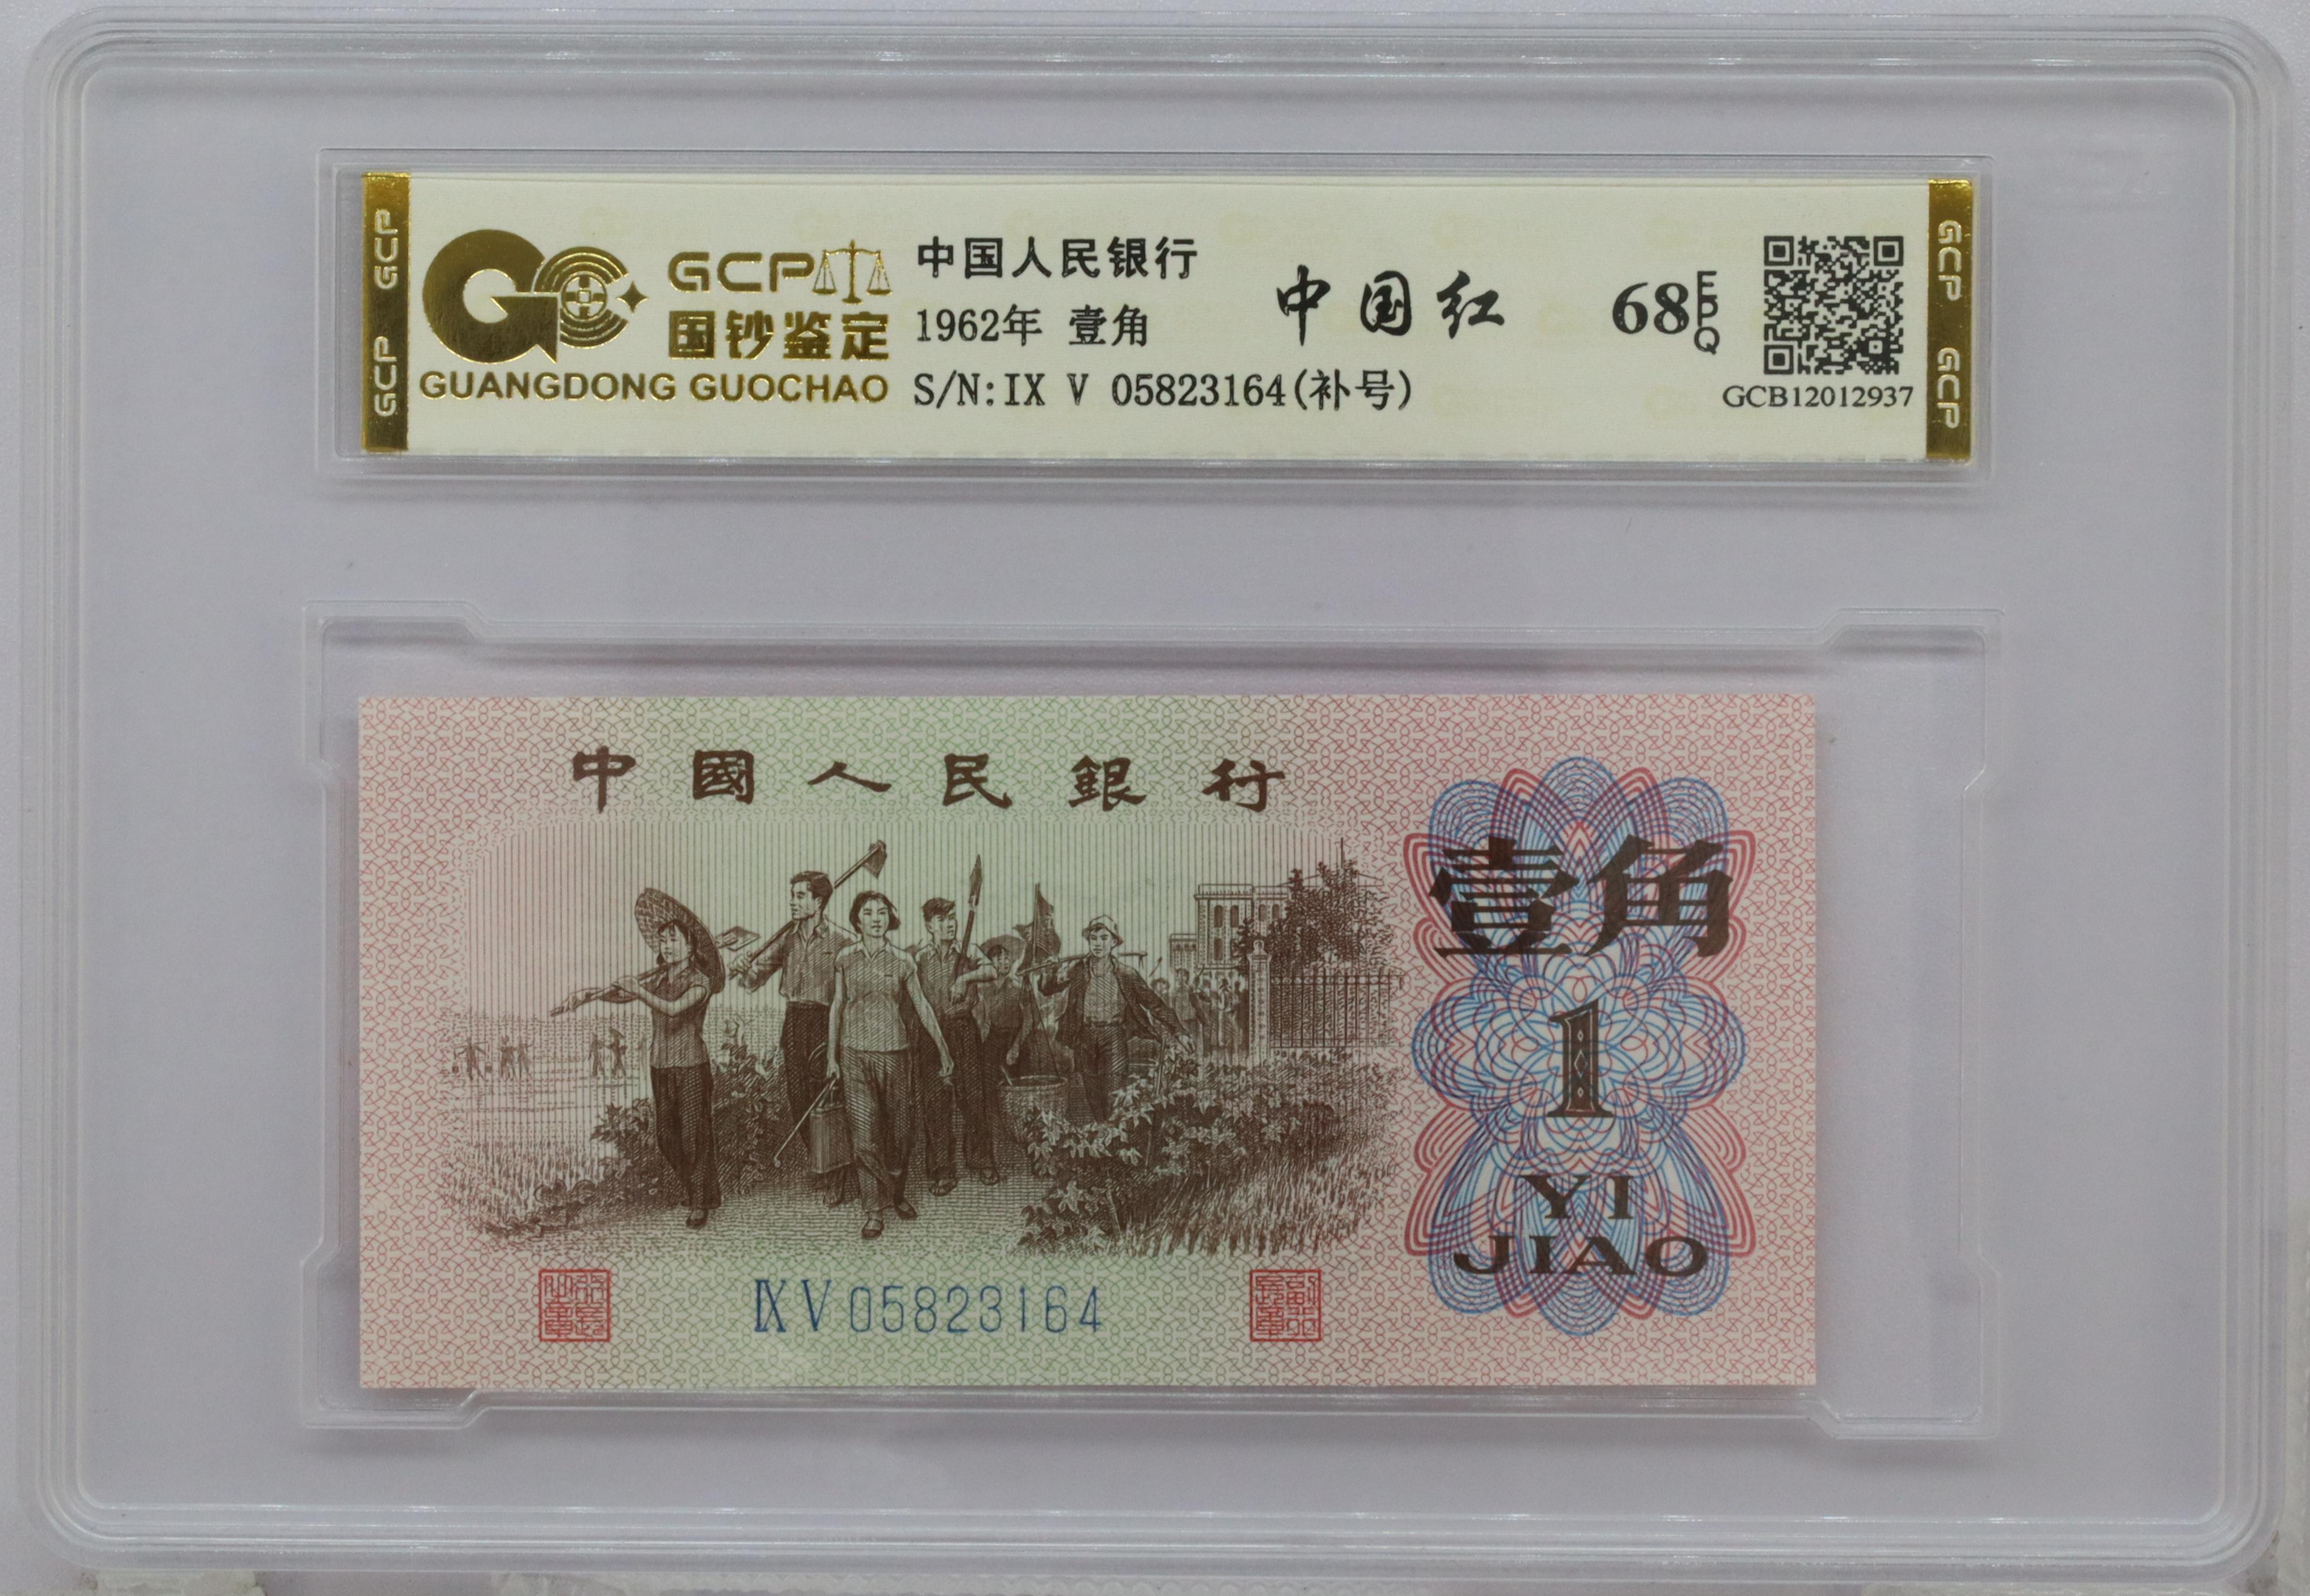 GCP
GCP
GCP
国钞鉴定
GUANGDONG GUOCHAO
中国人民银行
1962年 壹角
S/N:IX V 05823164(补号)
中国红
68 EPQ
GCB12012937
GCP
GCP
中國人民銀行
壹角
1
YI
JIAO
IX V 05823164